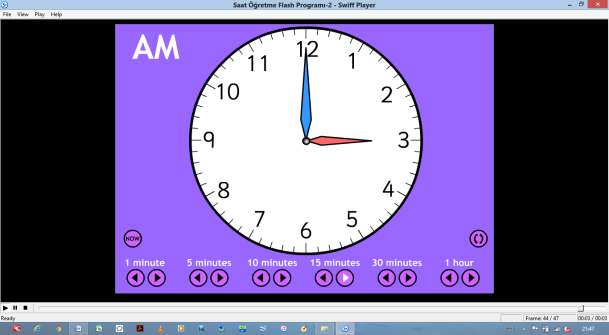 Saat Öğretme Flash Programı-2 - Swiff Player
File View Play Help
AM
12
11 1
10 2
9 3
8 4
7 5
6
NOW
1 minute 5 minutes 10 minutes 15 minutes 30 minutes 1 hour
Ready
Frame: 44 / 47 00:03 / 00:03
21:47